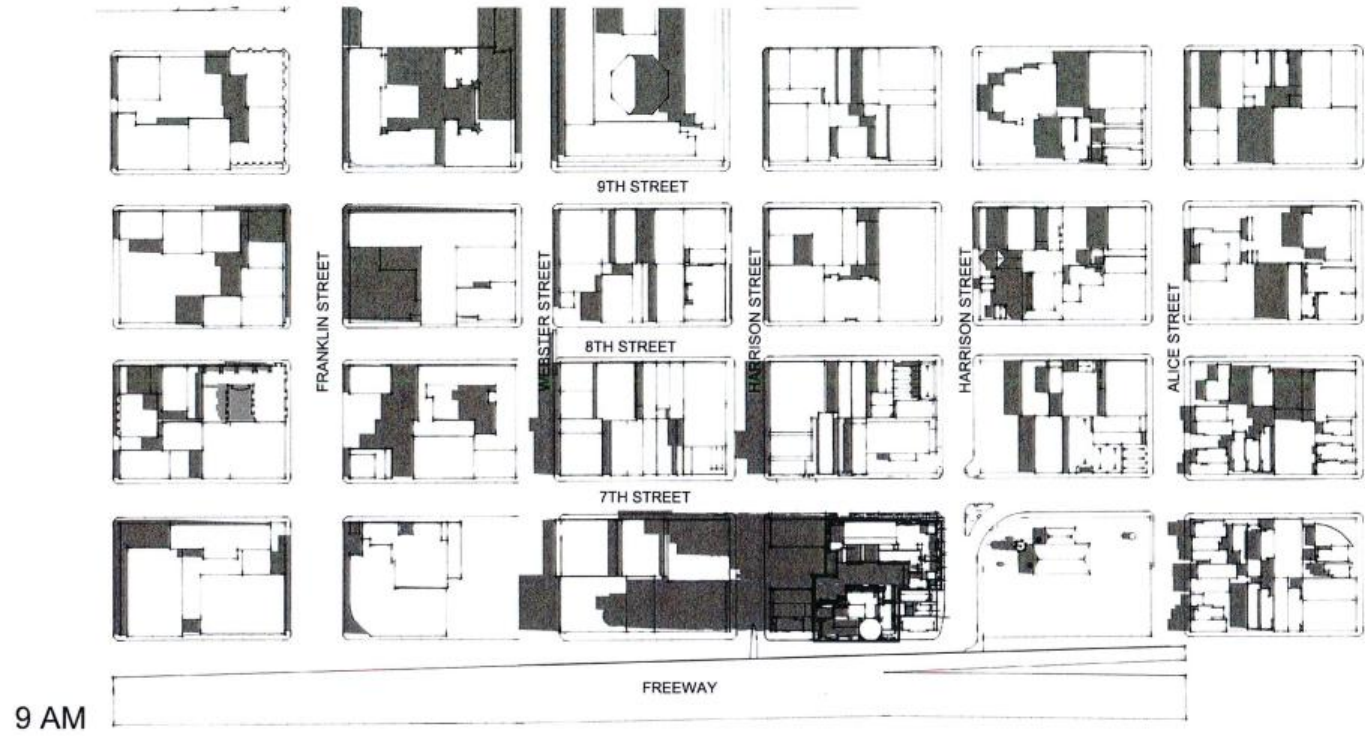 9TH STREET
FRANKLIN STREET
WEBSTER STREET
HARRISON STREET
HARRISON STREET
ALICE STREET
8TH STREET
7TH STREET
FREEWAY
9 AM